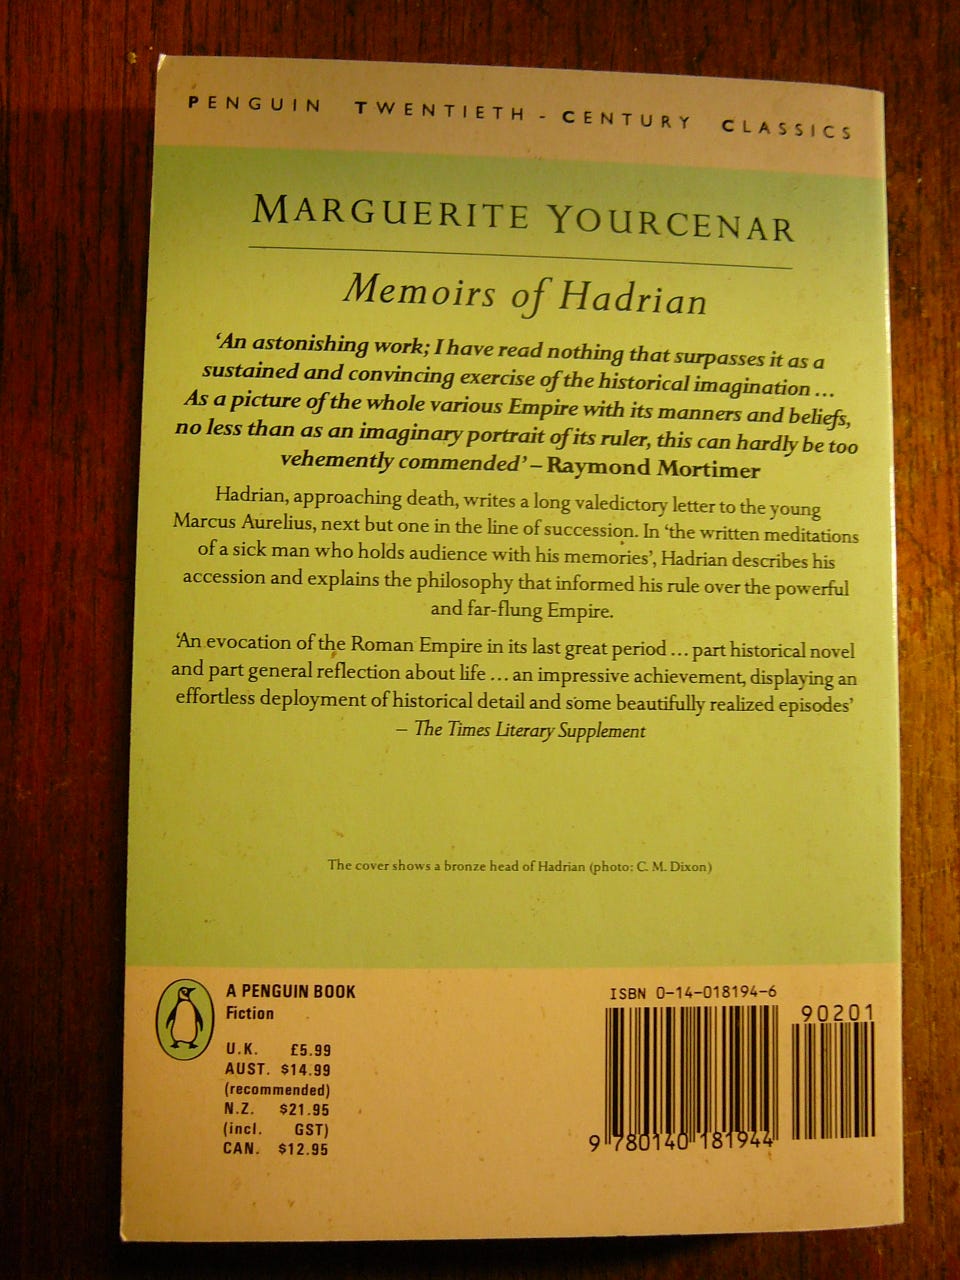 PENGUIN TWENTIETH-CENTURY CLASSICS
MARGUERITE YOURCENAR
Memoirs of Hadrian
‘An astonishing work; I have read nothing that surpasses it as a
sustained and convincing exercise of the historical imagination ...
As a picture of the whole various Empire with its manners and beliefs,
no less than as an imaginary portrait of its ruler, this can hardly be too
vehemently commended’ – Raymond Mortimer
Hadrian, approaching death, writes a long valedictory letter to the young
Marcus Aurelius, next but one in the line of succession. In ‘the written meditations
of a sick man who holds audience with his memories’, Hadrian describes his
accession and explains the philosophy that informed his rule over the powerful
and far-flung Empire.
‘An evocation of the Roman Empire in its last great period ... part historical novel
and part general reflection about life ... an impressive achievement, displaying an
effortless deployment of historical detail and some beautifully realized episodes’
– The Times Literary Supplement
The cover shows a bronze head of Hadrian (photo: C. M. Dixon)
A PENGUIN BOOK
Fiction
U.K. £5.99
AUST. $14.99
(recommended)
N.Z. $21.95
(incl. GST)
CAN. $12.95
ISBN 0-14-018194-6
90201
9 780140 181944